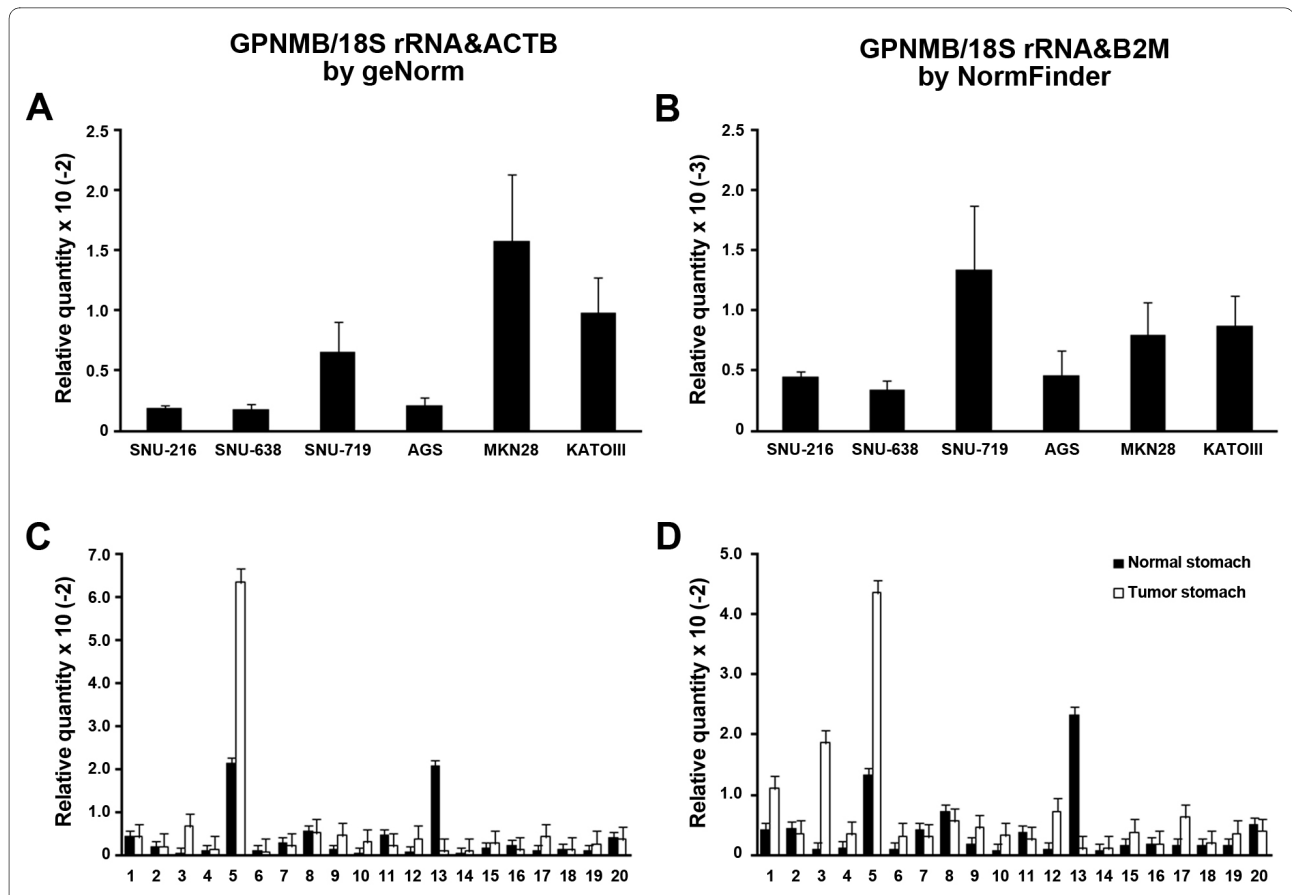 GPNMB/18S rRNA&ACTB
by geNorm
GPNMB/18S rRNA&B2M
by NormFinder
A
Relative quantity x 10 (-2)
2.5
2.0
1.5
1.0
0.5
0
SNU-216 SNU-638 SNU-719 AGS MKN28 KATOIII
B
Relative quantity x 10 (-3)
2.5
2.0
1.5
1.0
0.5
0
SNU-216 SNU-638 SNU-719 AGS MKN28 KATOIII
C
Relative quantity x 10 (-2)
7.0
6.0
5.0
4.0
3.0
2.0
1.0
0
1 2 3 4 5 6 7 8 9 10 11 12 13 14 15 16 17 18 19 20
D
Relative quantity x 10 (-2)
5.0
4.0
3.0
2.0
1.0
0
Normal stomach
Tumor stomach
1 2 3 4 5 6 7 8 9 10 11 12 13 14 15 16 17 18 19 20